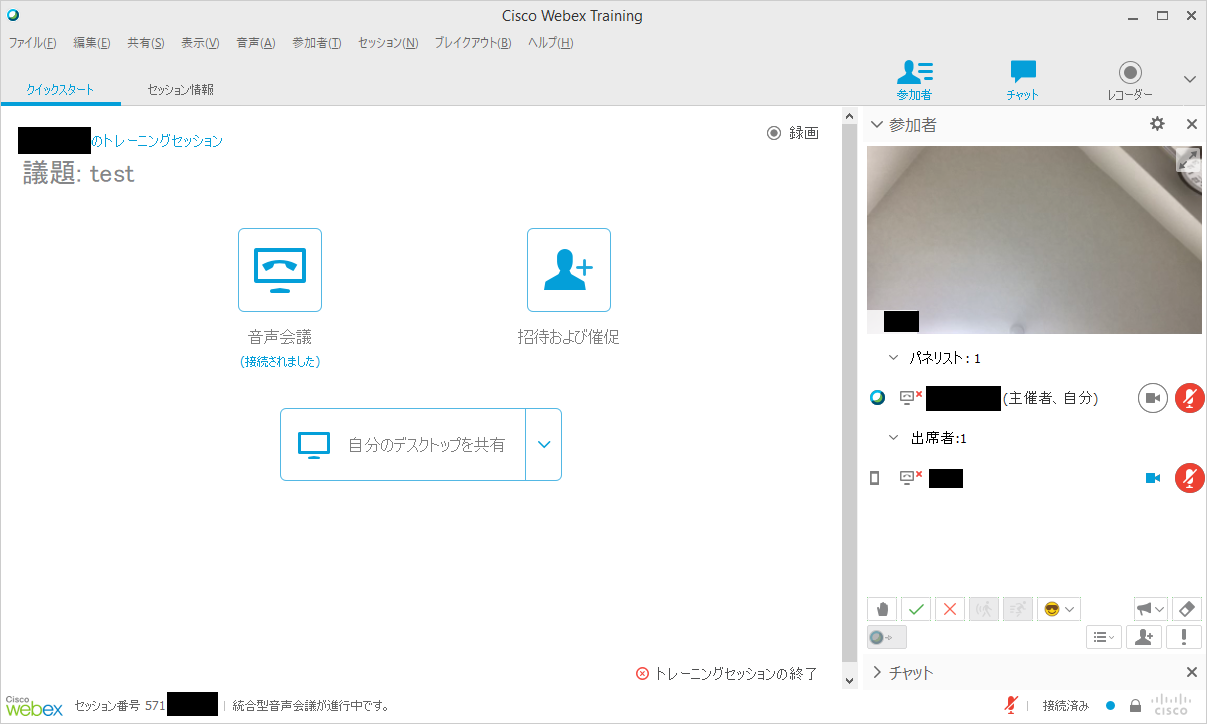 Cisco Webex Training
ファイル(F) 編集(E) 共有(S) 表示(V) 音声(A) 参加者(T) セッション(N) ブレイクアウト(B) ヘルプ(H)
クイックスタート セッション情報
参加者 チャット レコーダー
のトレーニングセッション
録画
議題: test
音声会議
(接続されました)
招待および催促
自分のデスクトップを共有
トレーニングセッションの終了
参加者
パネリスト: 1
(主催者、自分)
出席者:1
チャット
Cisco webex
セッション番号 571
統合型音声会議が進行中です。
接続済み
cisco